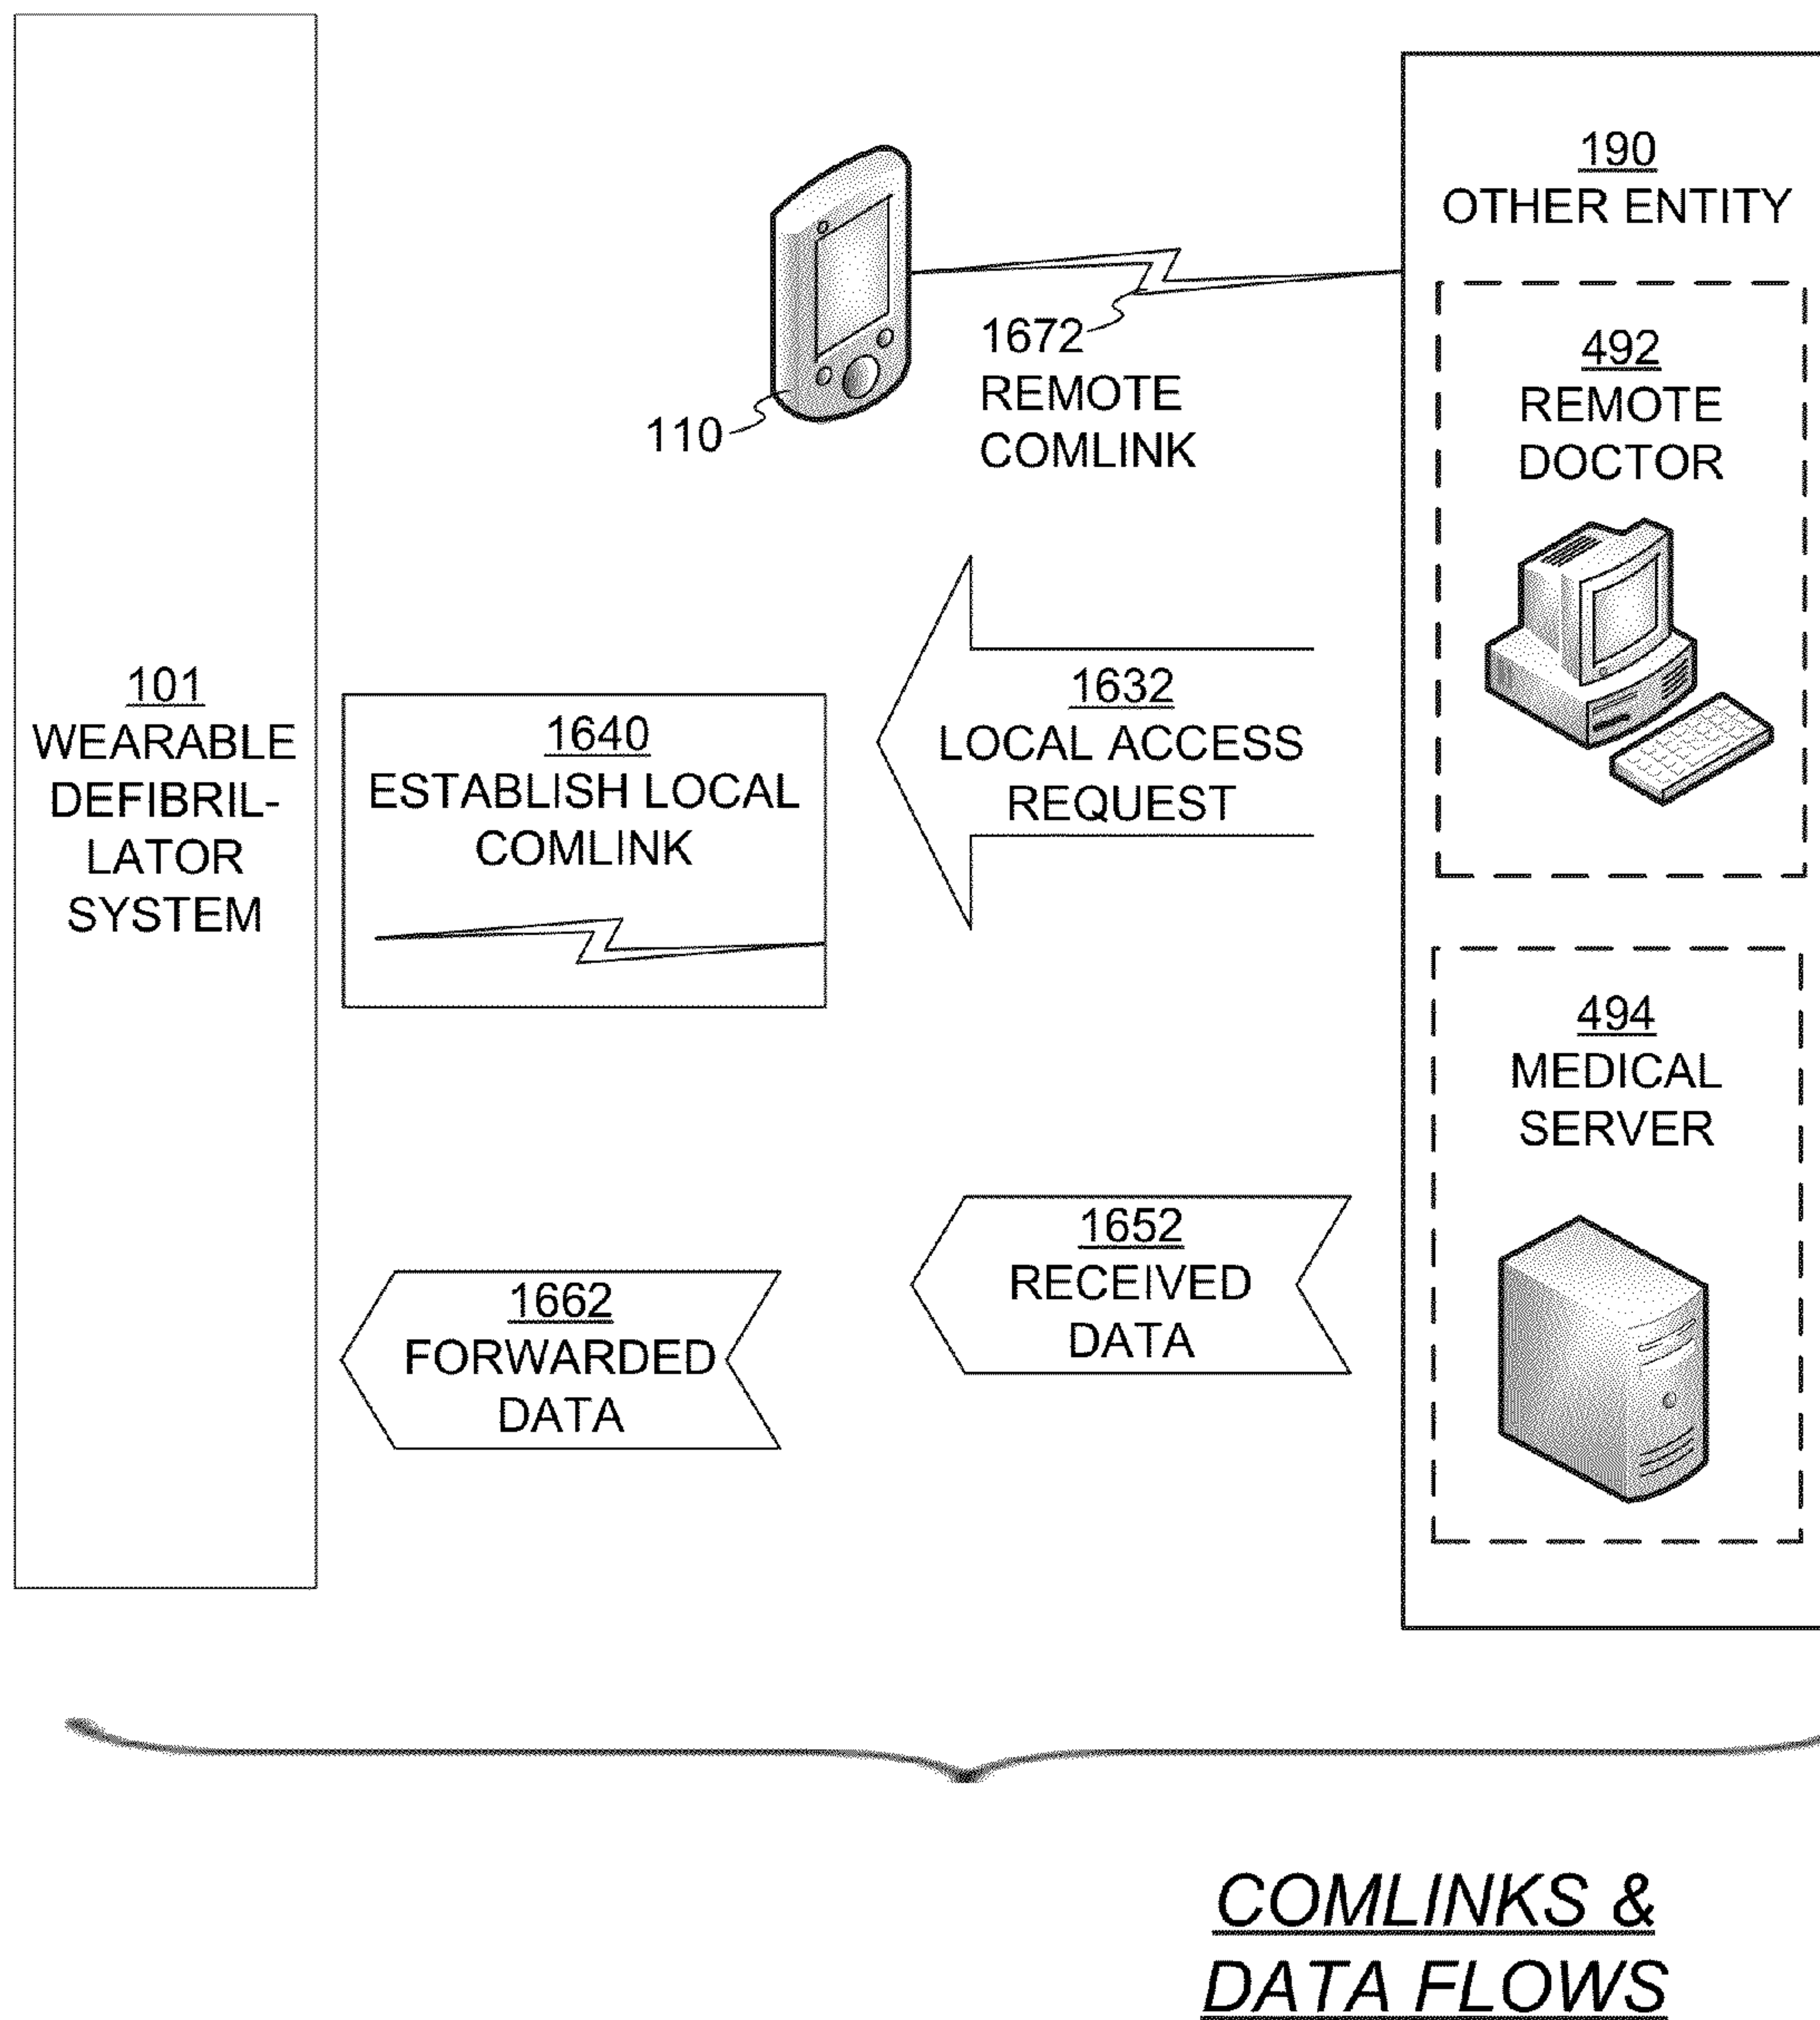 190
OTHER ENTITY
1672
REMOTE
COMLINK
110
492
REMOTE
DOCTOR
101
WEARABLE
DEFIBRIL-
LATOR
SYSTEM
1640
ESTABLISH LOCAL
COMLINK
1632
LOCAL ACCESS
REQUEST
494
MEDICAL
SERVER
1652
RECEIVED
DATA
1662
FORWARDED
DATA
COMLINKS &
DATA FLOWS